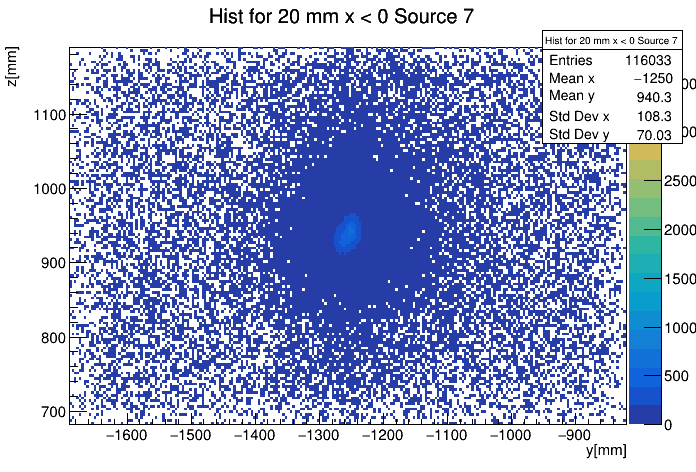 Hist for 20 mm x < 0 Source 7
Hist for 20 mm x < 0 Source 7
Entries 116033
Mean x −1250
Mean y 940.3
Std Dev x 108.3
Std Dev y 70.03
z[mm]
1100
1000
900
800
700
−1600 −1500 −1400 −1300 −1200 −1100 −1000 −900
y[mm]
2500
2000
1500
1000
500
0